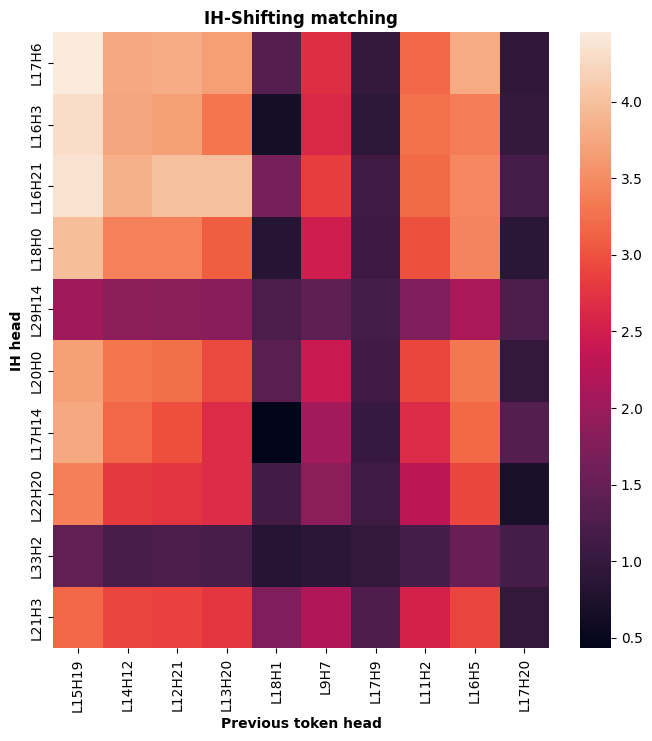 IH-Shifting matching
IH head
L17H6
L16H3
L16H21
L18H0
L29H14
L20H0
L17H14
L22H20
L33H2
L21H3
L15H19
L14H12
L12H21
L13H20
L18H1
L9H7
L17H9
L11H2
L16H5
L17H20
Previous token head
4.0
3.5
3.0
2.5
2.0
1.5
1.0
0.5